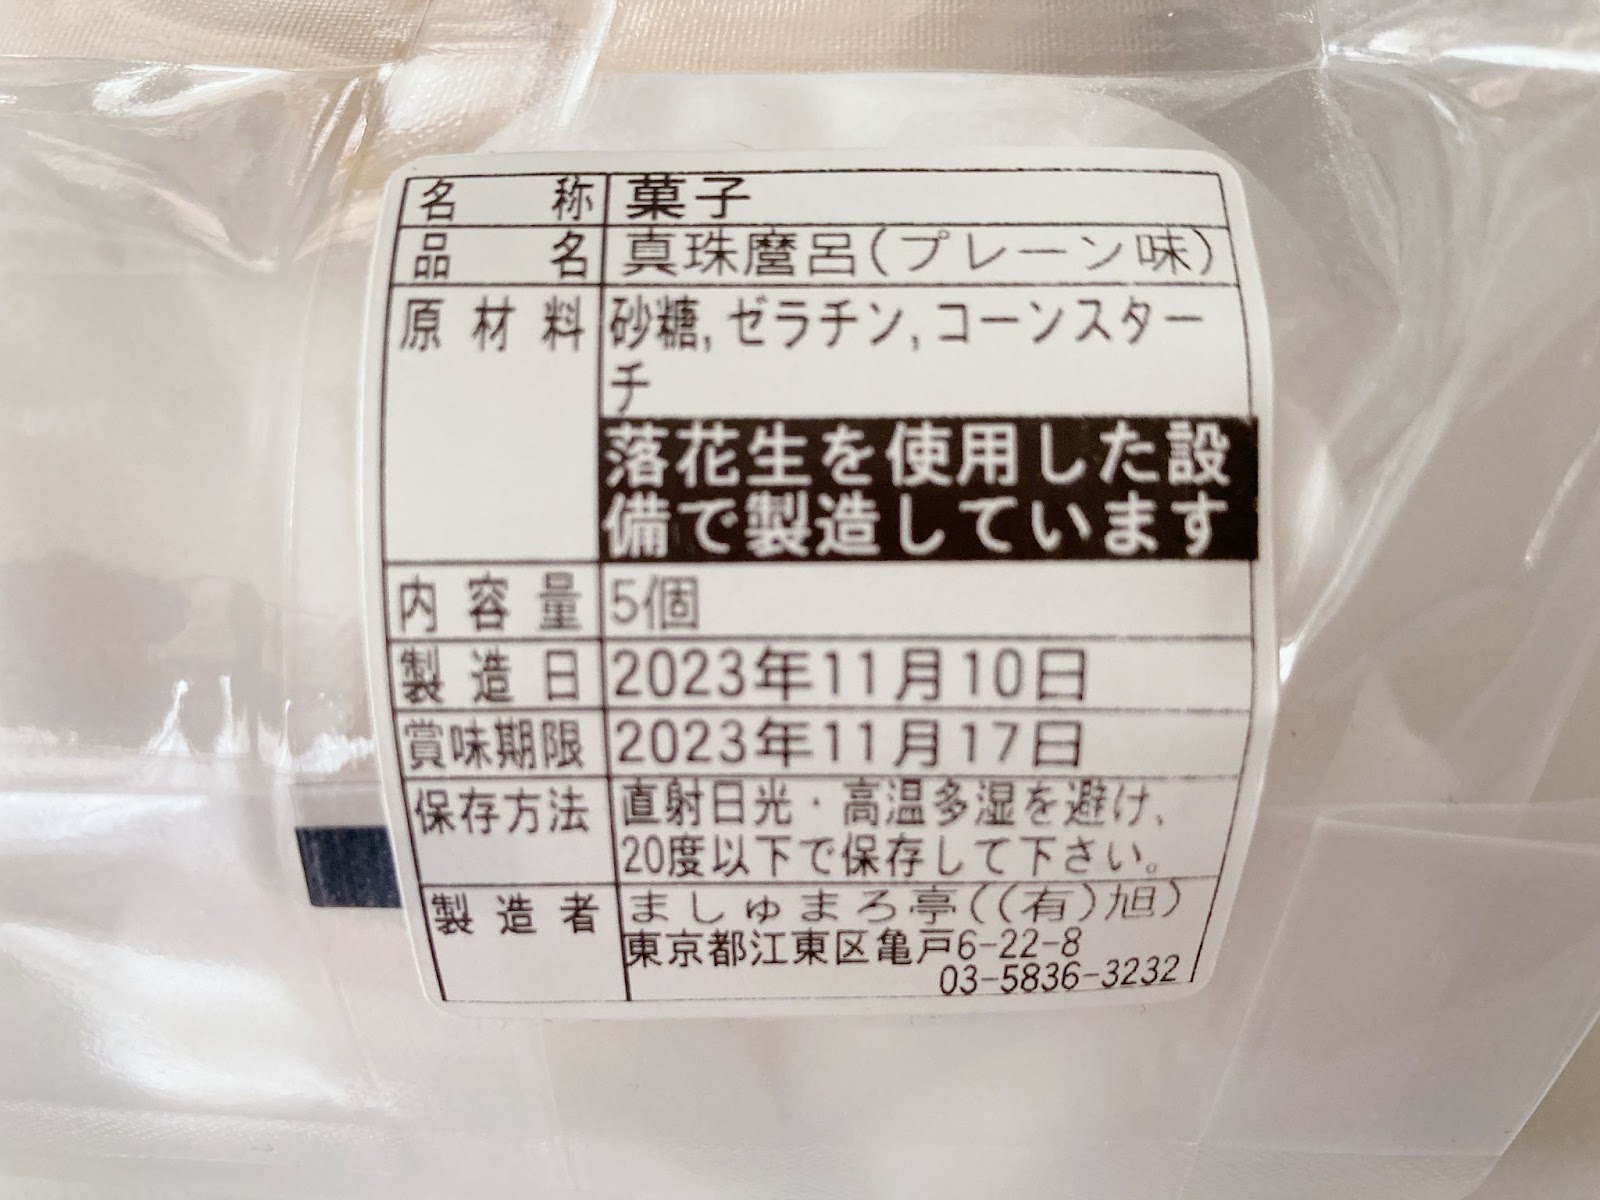 名称 菓子
品名 真珠麿呂(プレーン味)
原材料 砂糖, ゼラチン, コーンスター
チ
落花生を使用した設
備で製造しています
内容量 5個
製造日 2023年11月10日
賞味期限 2023年11月17日
保存方法 直射日光・高温多湿を避け、
20度以下で保存して下さい。
製造者 ましゅまろ亭((有)旭)
東京都江東区亀戸6-22-8
03-5836-3232